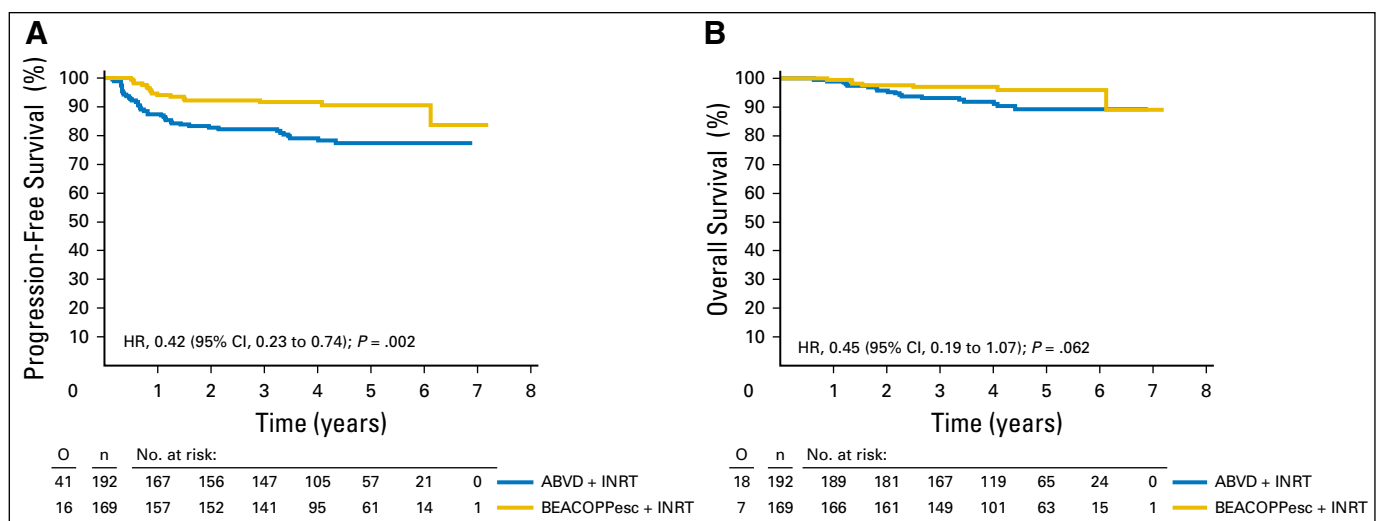 A
Progression-Free Survival (%)
100
90
80
70
60
50
40
30
20
10
HR, 0.42 (95% CI, 0.23 to 0.74); P = .002
0 1 2 3 4 5 6 7 8
Time (years)
O n No. at risk:
41 192 167 156 147 105 57 21 0 ABVD + INRT
16 169 157 152 141 95 61 14 1 BEACOPPesc + INRT
B
Overall Survival (%)
100
90
80
70
60
50
40
30
20
10
HR, 0.45 (95% CI, 0.19 to 1.07); P = .062
0 1 2 3 4 5 6 7 8
Time (years)
O n No. at risk:
18 192 189 181 167 119 65 24 0 ABVD + INRT
7 169 166 161 149 101 63 15 1 BEACOPPesc + INRT